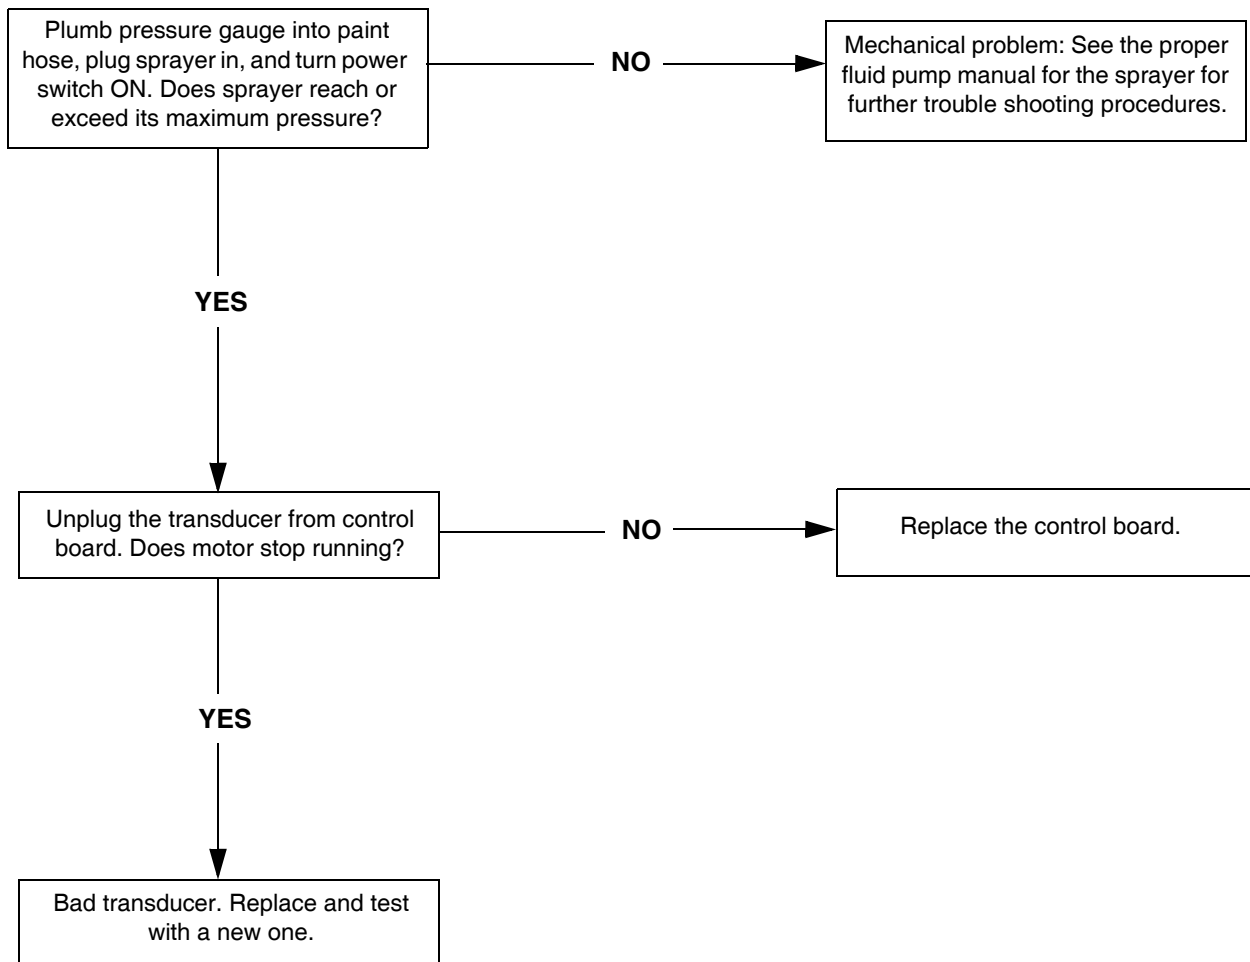 Plumb pressure gauge into paint
hose, plug sprayer in, and turn power
switch ON. Does sprayer reach or
exceed its maximum pressure?
NO
Mechanical problem: See the proper
fluid pump manual for the sprayer for
further trouble shooting procedures.
YES
Unplug the transducer from control
board. Does motor stop running?
NO
Replace the control board.
YES
Bad transducer. Replace and test
with a new one.